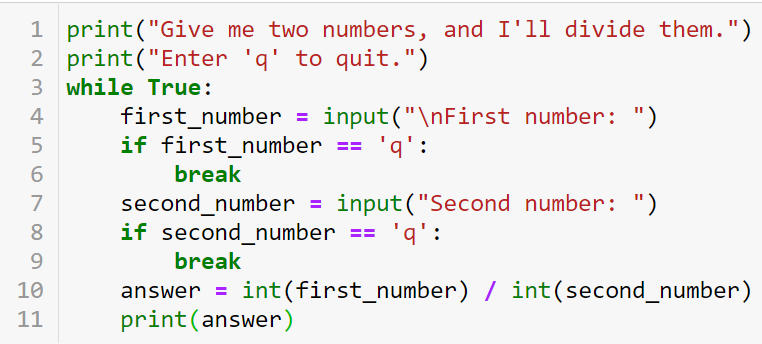 1 print("Give me two numbers, and I'll divide them.")
2 print("Enter 'q' to quit.")
3 while True:
4     first_number = input("\nFirst number: ")
5     if first_number == 'q':
6         break
7     second_number = input("Second number: ")
8     if second_number == 'q':
9         break
10     answer = int(first_number) / int(second_number)
11     print(answer)